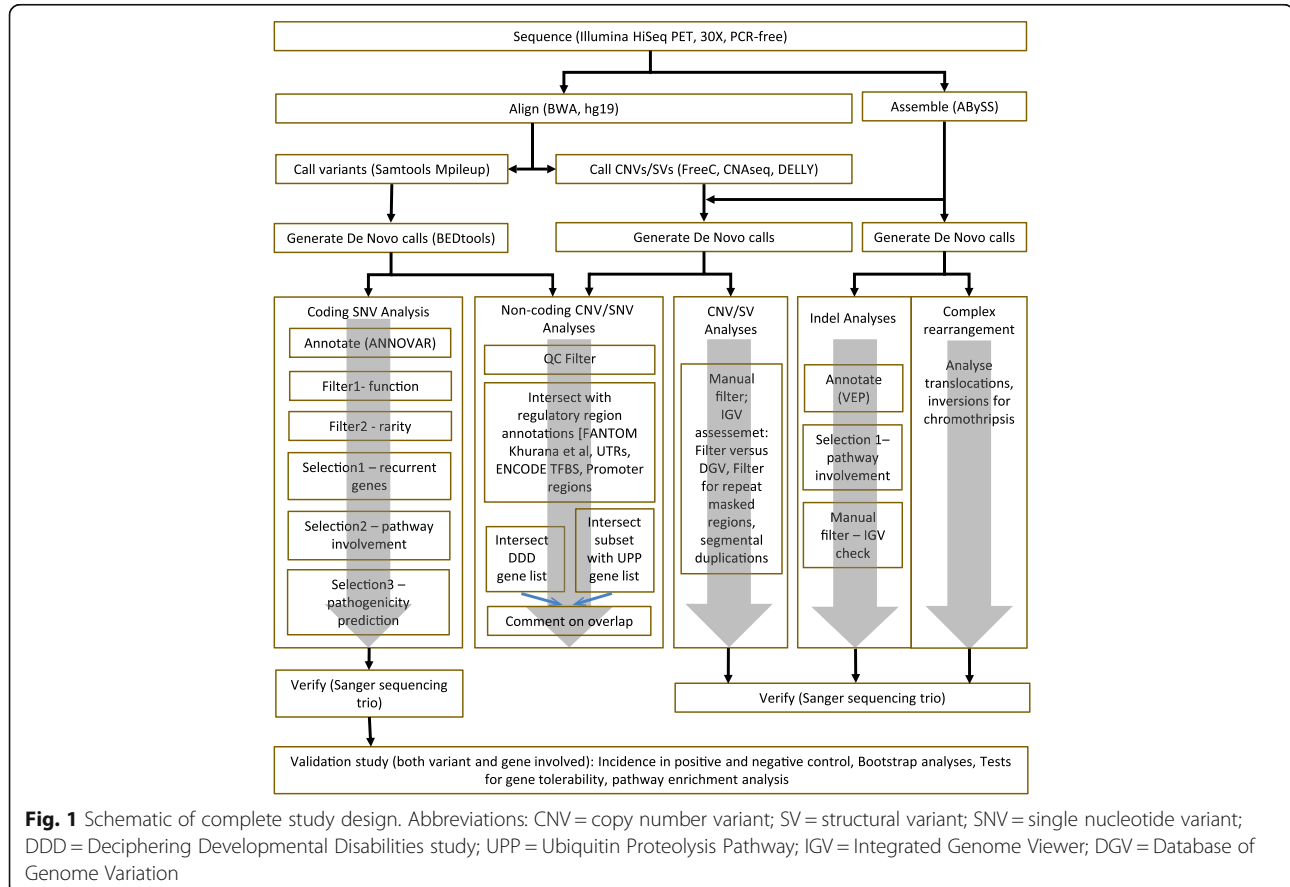 Sequence (Illumina HiSeq PET, 30X, PCR-free)
Align (BWA, hg19)
Assemble (ABySS)
Call variants (Samtools Mpileup)
Call CNVs/SVs (FreeC, CNAseq, DELLY)
Generate De Novo calls (BEDtools)
Generate De Novo calls
Generate De Novo calls
Coding SNV Analysis
Annotate (ANNOVAR)
Filter1- function
Filter2 - rarity
Selection1 – recurrent
genes
Selection2 – pathway
involvement
Selection3 –
pathogenicity
prediction
Non-coding CNV/SNV
Analyses
QC Filter
Intersect with
regulatory region
annotations [FANTOM
Khurana et al, UTRs,
ENCODE TFBS, Promoter
regions
Intersect
DDD
gene list
Intersect
subset
with UPP
gene list
Comment on overlap
CNV/SV
Analyses
Manual
filter;
IGV
assessemet:
Filter versus
DGV, Filter
for repeat
masked
regions,
segmental
duplications
Indel Analyses
Annotate
(VEP)
Selection 1–
pathway
involvement
Manual
filter – IGV
check
Complex
rearrangement
Analyse
translocations,
inversions for
chromothripsis
Verify (Sanger sequencing
trio)
Verify (Sanger sequencing trio)
Validation study (both variant and gene involved): Incidence in positive and negative control, Bootstrap analyses, Tests
for gene tolerability, pathway enrichment analysis
Fig. 1 Schematic of complete study design. Abbreviations: CNV = copy number variant; SV = structural variant; SNV = single nucleotide variant;
DDD = Deciphering Developmental Disabilities study; UPP = Ubiquitin Proteolysis Pathway; IGV = Integrated Genome Viewer; DGV = Database of
Genome Variation